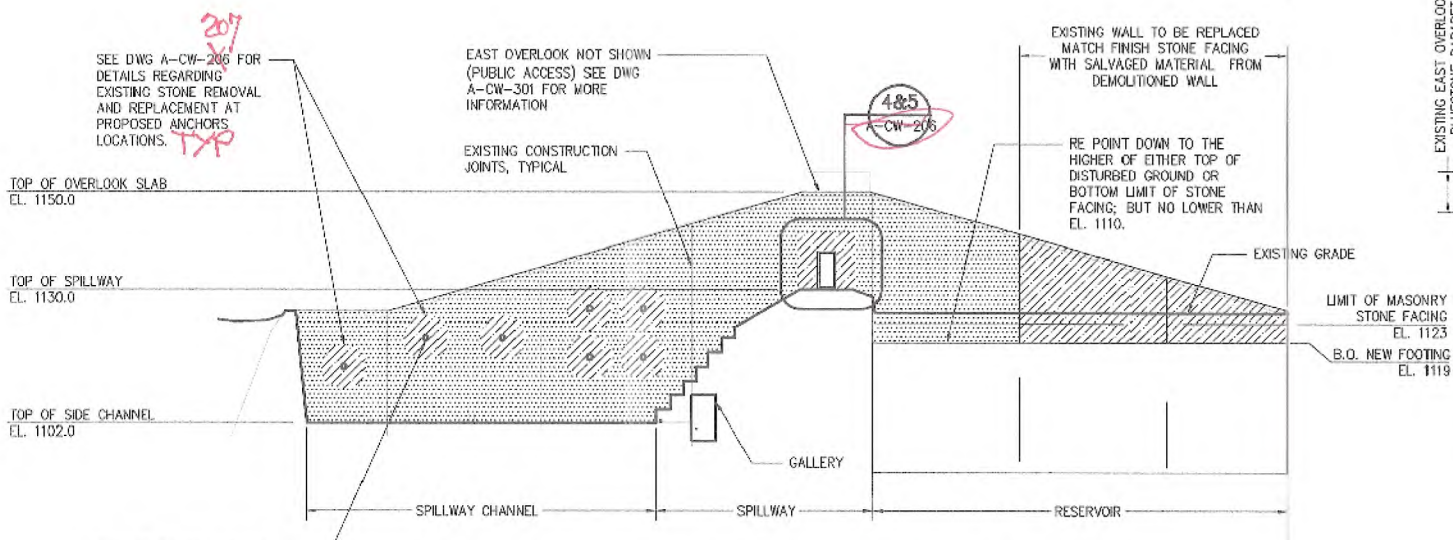 207
SEE DWG A-CW-206 FOR
DETAILS REGARDING
EXISTING STONE REMOVAL
AND REPLACEMENT AT
PROPOSED ANCHORS
LOCATIONS. TYP
EAST OVERLOOK NOT SHOWN
(PUBLIC ACCESS) SEE DWG
A-CW-301 FOR MORE
INFORMATION
EXISTING CONSTRUCTION
JOINTS, TYPICAL
4&5
A-CW-206
EXISTING WALL TO BE REPLACED
MATCH FINISH STONE FACING
WITH SALVAGED MATERIAL FROM
DEMOLITIONED WALL
RE POINT DOWN TO THE
HIGHER OF EITHER TOP OF
DISTURBED GROUND OR
BOTTOM LIMIT OF STONE
FACING; BUT NO LOWER THAN
EL. 1110.
EXISTING EAST OVERLOO
TOP OF OVERLOOK SLAB
EL. 1150.0
EXISTING GRADE
TOP OF SPILLWAY
EL. 1130.0
LIMIT OF MASONRY
STONE FACING
EL. 1123
B.O. NEW FOOTING
EL. 1119
TOP OF SIDE CHANNEL
EL. 1102.0
GALLERY
SPILLWAY CHANNEL
SPILLWAY
RESERVOIR